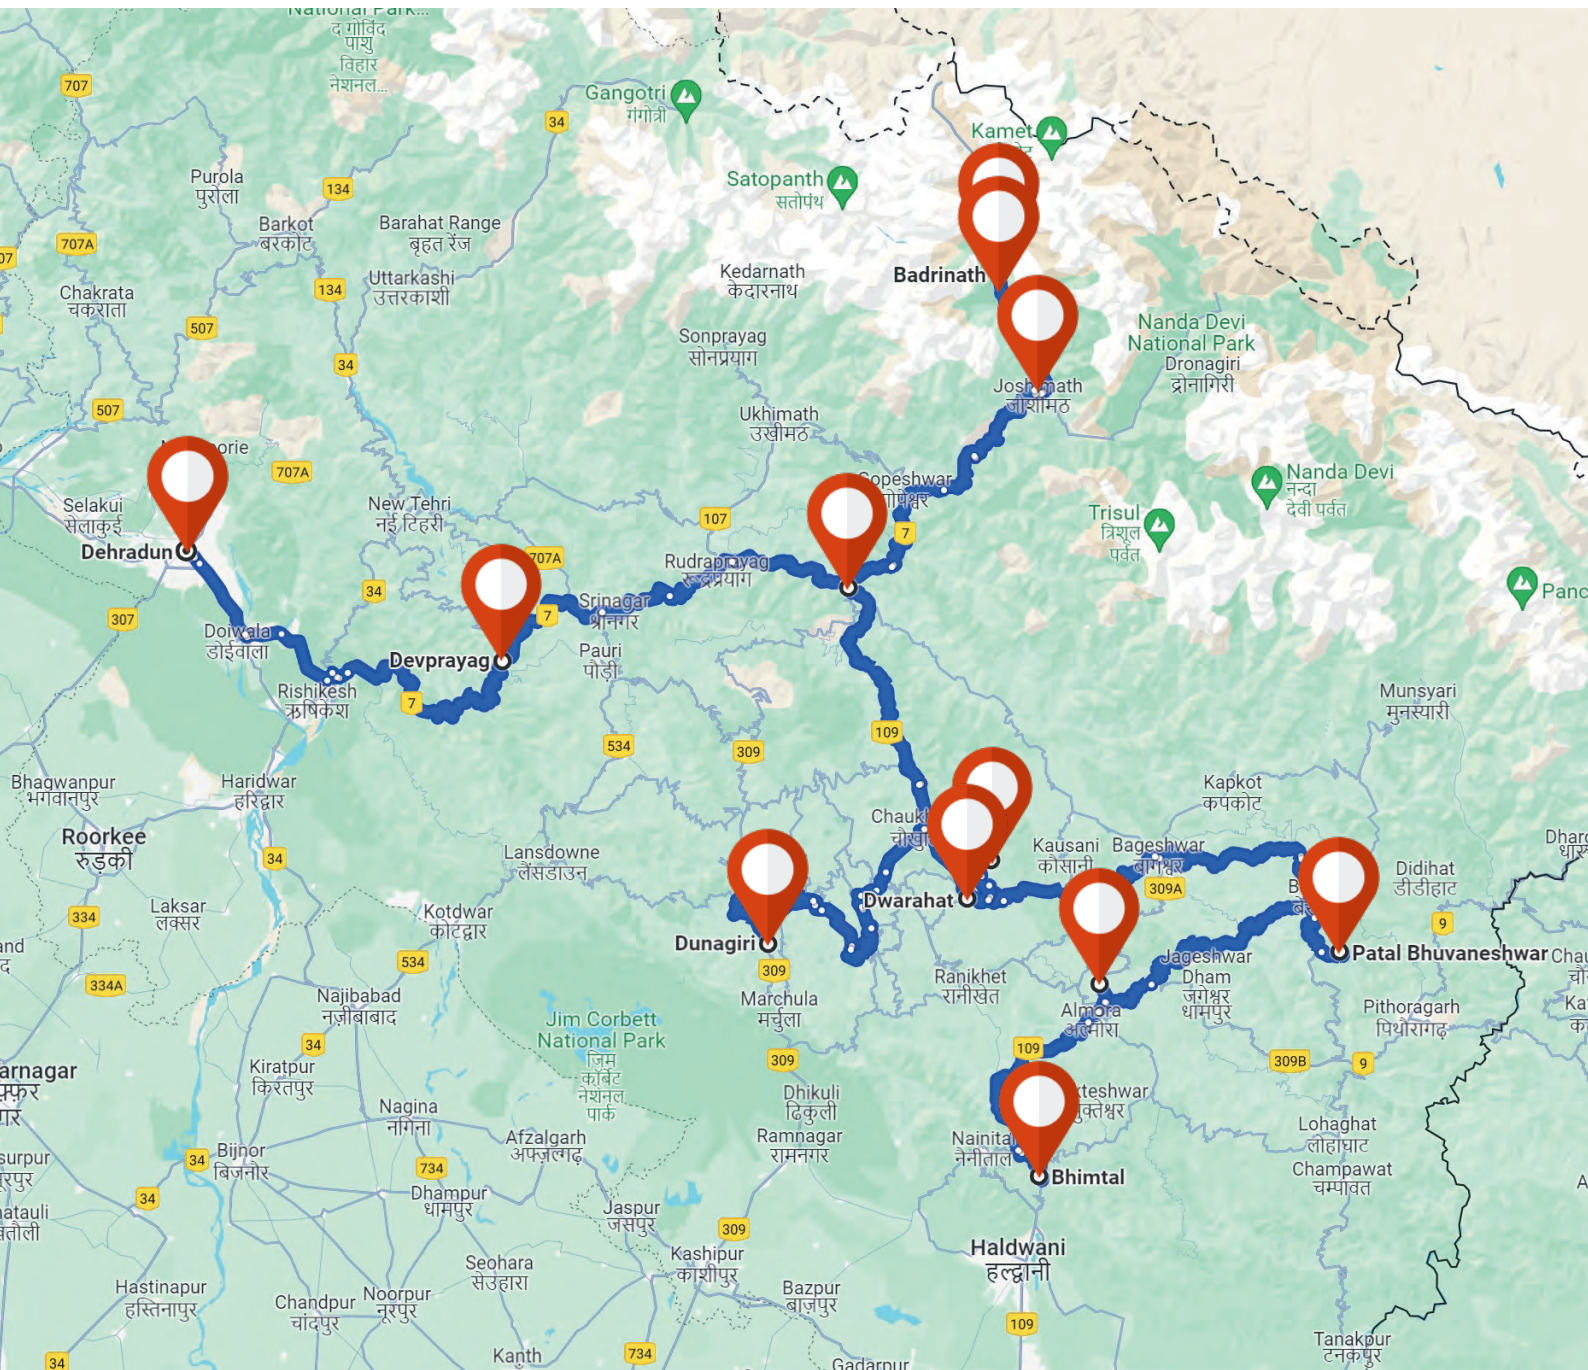 National Park...
द गोविंद
पाशु
विहार
नेशनल...
707
Gangotri
गंगोत्री
34
Kamet
Purola
पुरोला
134
Satopanth
सतोपंथ
Barkot
बरकोट
Barahat Range
बृहत रेंज
707A
07
Chakrata
चकराता
134
Uttarkashi
उत्तरकाशी
Kedarnath
केदारनाथ
Badrinath
507
Sonprayag
सोनप्रयाग
Nanda Devi
National Park
Dronagiri
द्रोनागिरी
34
Joshimath
जोशीमठ
507
Ukhimath
उखीमठ
707A
Gopeshwar
Nanda Devi
नन्दा
देवी पर्वत
Selakui
सेलाकुई
New Tehri
नई टिहरी
107
7
Trisul
त्रिशूल
पर्वत
Dehradun
707A
Rudraprayag
रूद्रप्रयाग
34
307
7
Srinagar
श्रीनगर
Panc
Doiwala
डोईवाला
Devprayag
Pauri
पौड़ी
Rishikesh
ऋषिकेश
7
Munsyari
मुनस्यारी
534
309
109
Bhagwanpur
भगवानपुर
Haridwar
हरिद्वार
Kapkot
कपकोट
Roorkee
रुड़की
34
Lansdowne
लैंसडाउन
Kausani
कौसानी
Bageshwar
बागेश्वर
309A
Didihat
डीडीहाट
334
Laksar
लक्सर
Kotdwar
कोटद्वार
Dwarahat
9
Dunagiri
309
Patal Bhuvaneshwar
534
334A
Ranikhet
रानीखेत
Jageshwar
Dham
जगेश्वर
धामपुर
Najibabad
नज़ीबाबाद
Marchula
मर्चुला
Almora
अल्मोरा
Pithoragarh
पिथौरागढ़
Jim Corbett
National Park
जिम
कॉर्बेट
नेशनल
पार्क
34
109
309
309B
9
Kiratpur
किरतपुर
Dhikuli
ढिकुली
Nagina
नगिना
Afzalgarh
अफ्ज़लगढ़
Ramnagar
रामनगर
Nainital
नैनीताल
Lohaghat
लोहाघाट
34
Bijnor
बिजनौर
734
Bhimtal
Champawat
चम्पावत
34
Dhampur
धामपुर
Jaspur
जसपुर
309
Haldwani
हल्द्वानी
Kashipur
काशीपुर
Seohara
सेउहारा
Hastinapur
हस्तिनापुर
Chandpur
चांदपुर
Noorpur
नूरपुर
Bazpur
बाज़पुर
109
Tanakpur
टनकपुर
34
Kanth
734
Gadarpur